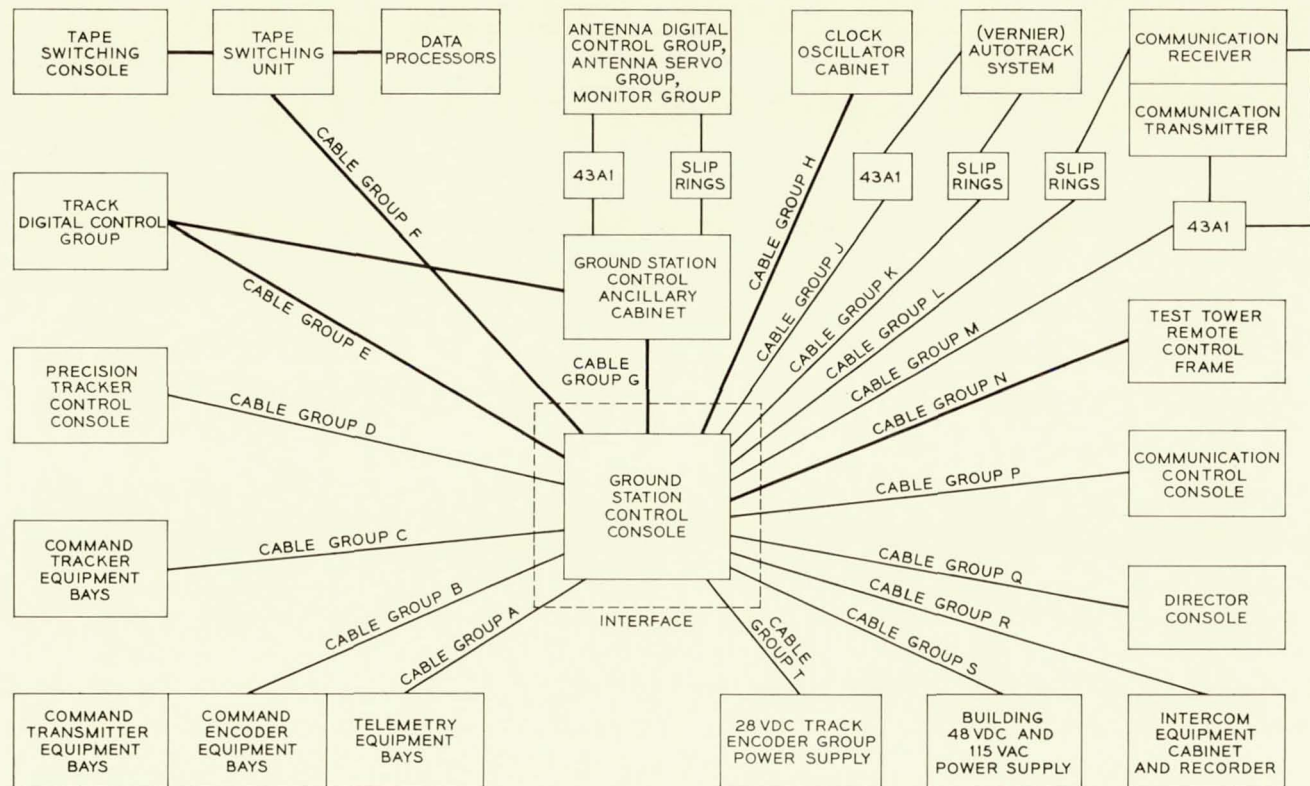 TAPE
SWITCHING
CONSOLE
TAPE
SWITCHING
UNIT
DATA
PROCESSORS
ANTENNA DIGITAL
CONTROL GROUP,
ANTENNA SERVO
GROUP,
MONITOR GROUP
CLOCK
OSCILLATOR
CABINET
(VERNIER)
AUTOTRACK
SYSTEM
COMMUNICATION
RECEIVER
COMMUNICATION
TRANSMITTER
43A1
SLIP
RINGS
43A1
SLIP
RINGS
SLIP
RINGS
43A1
TRACK
DIGITAL CONTROL
GROUP
GROUND STATION
CONTROL
ANCILLARY
CABINET
CABLE GROUP F
CABLE GROUP H
CABLE GROUP J
CABLE GROUP K
CABLE GROUP L
CABLE GROUP M
CABLE GROUP E
CABLE
GROUP G
CABLE GROUP N
TEST TOWER
REMOTE
CONTROL
FRAME
PRECISION
TRACKER
CONTROL
CONSOLE
CABLE GROUP D
GROUND
STATION
CONTROL
CONSOLE
CABLE GROUP P
COMMUNICATION
CONTROL
CONSOLE
COMMAND
TRACKER
EQUIPMENT
BAYS
CABLE GROUP C
CABLE GROUP B
CABLE GROUP A
INTERFACE
CABLE
GROUP T
CABLE GROUP Q
CABLE GROUP R
CABLE GROUP S
DIRECTOR
CONSOLE
COMMAND
TRANSMITTER
EQUIPMENT
BAYS
COMMAND
ENCODER
EQUIPMENT
BAYS
TELEMETRY
EQUIPMENT
BAYS
28 VDC TRACK
ENCODER GROUP
POWER SUPPLY
BUILDING
48 VDC AND
115 VAC
POWER SUPPLY
INTERCOM
EQUIPMENT
CABINET
AND RECORDER